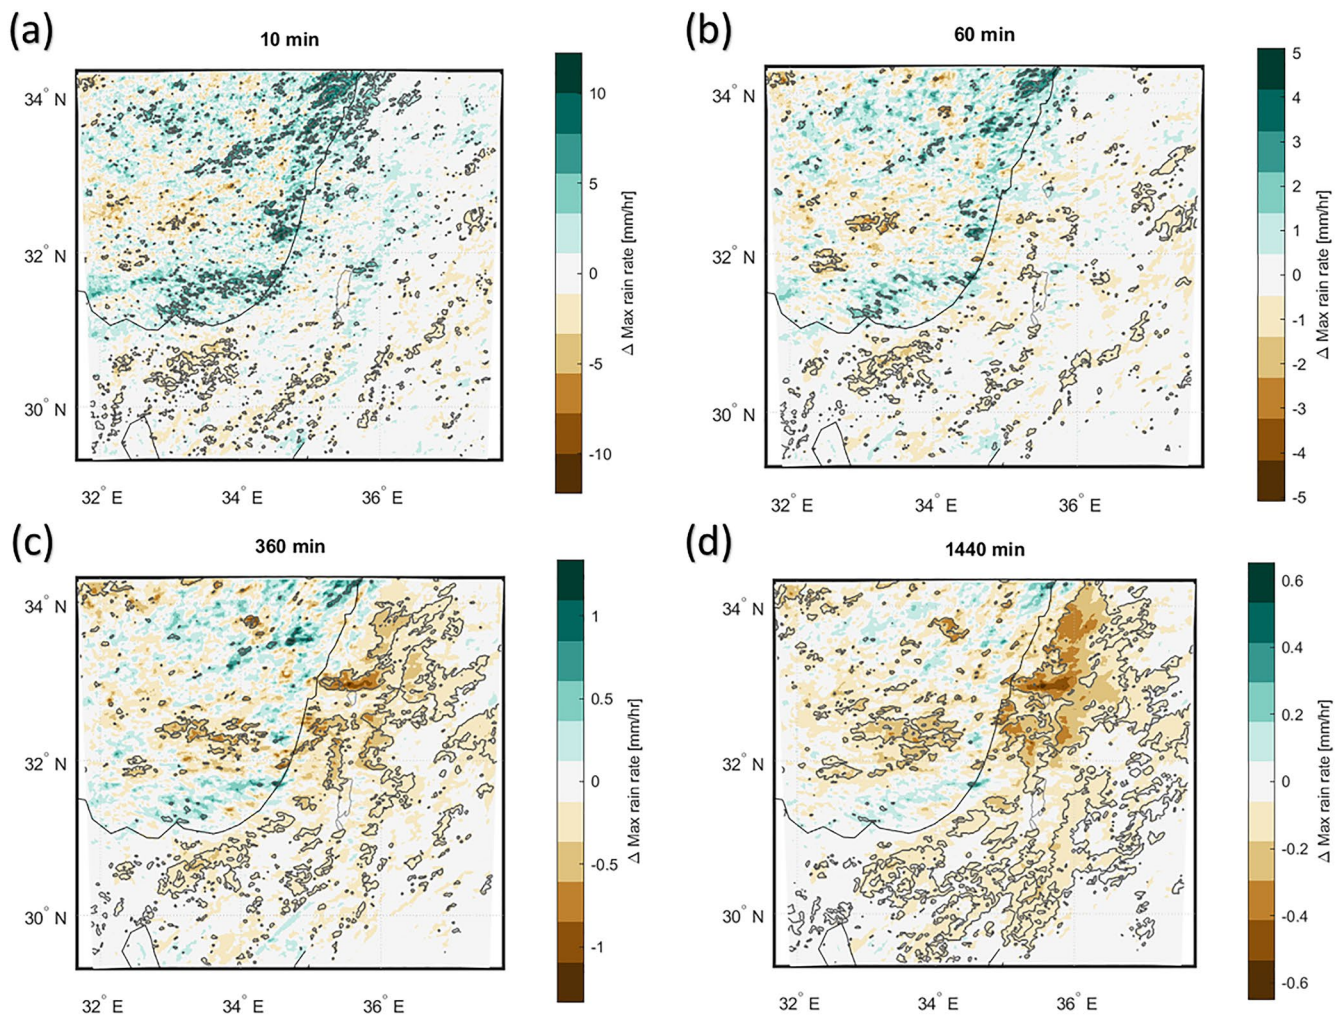 (a)
10 min
34° N
32° N
30° N
32° E
34° E
36° E
10
5
0
-5
-10
Δ Max rain rate [mm/hr]
(b)
60 min
34° N
32° N
30° N
32° E
34° E
36° E
5
4
3
2
1
0
-1
-2
-3
-4
-5
Δ Max rain rate [mm/hr]
(c)
360 min
34° N
32° N
30° N
32° E
34° E
36° E
1
0.5
0
-0.5
-1
Δ Max rain rate [mm/hr]
(d)
1440 min
34° N
32° N
30° N
32° E
34° E
36° E
0.6
0.4
0.2
0
-0.2
-0.4
-0.6
Δ Max rain rate [mm/hr]